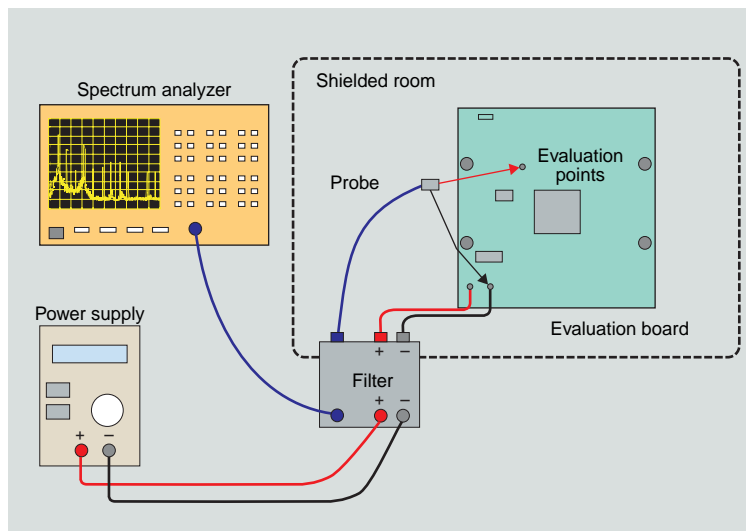 Spectrum analyzer
Shielded room
Probe
Evaluation
points
Power supply
Evaluation board
+ −
Filter
+ −
+ −